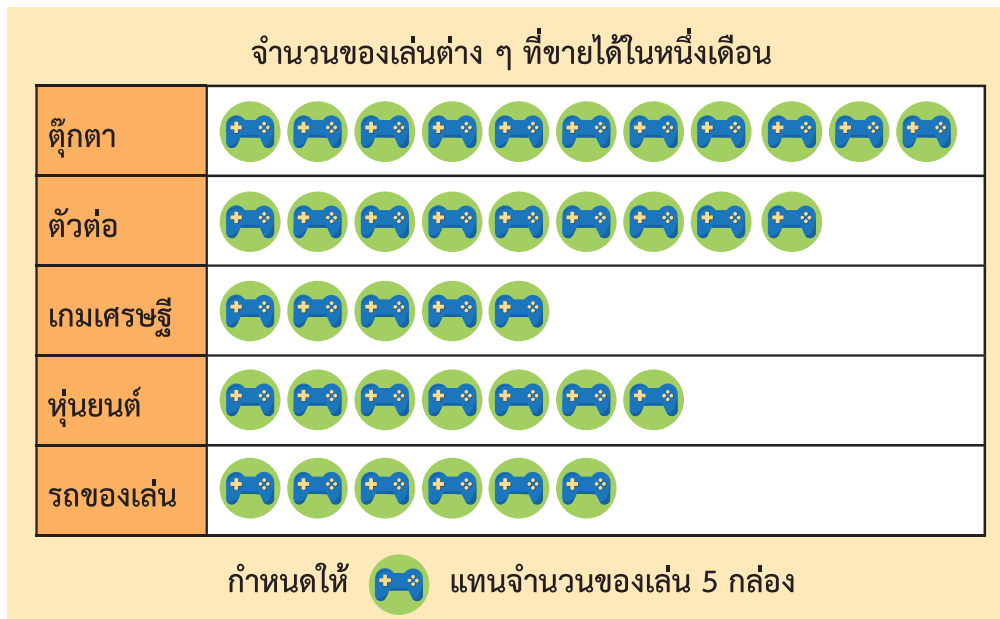 จำนวนของเล่นต่าง ๆ ที่ขายได้ในหนึ่งเดือน
ตุ๊กตา
ตัวต่อ
เกมเศรษฐี
หุ่นยนต์
รถของเล่น
กำหนดให้ แทนจำนวนของเล่น 5 กล่อง